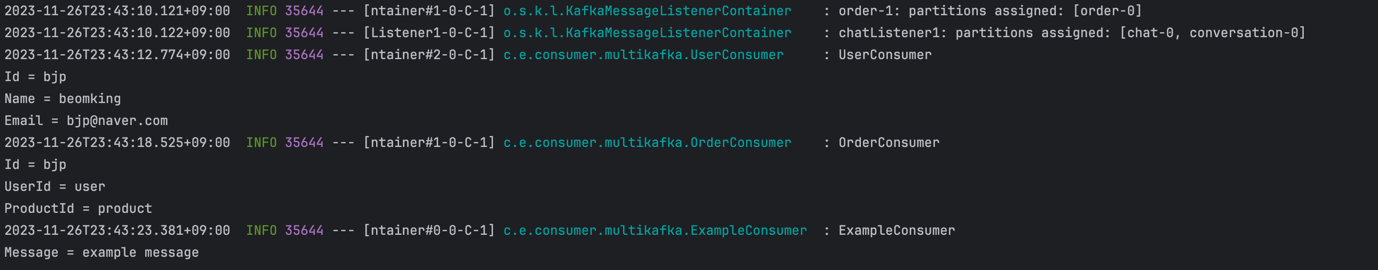 2023-11-26T23:43:10.121+09:00  INFO 35644 --- [ntainer#1-0-C-1] o.s.k.l.KafkaMessageListenerContainer    : order-1: partitions assigned: [order-0]
2023-11-26T23:43:10.122+09:00  INFO 35644 --- [Listener1-0-C-1] o.s.k.l.KafkaMessageListenerContainer    : chatListener1: partitions assigned: [chat-0, conversation-0]
2023-11-26T23:43:12.774+09:00  INFO 35644 --- [ntainer#2-0-C-1] c.e.consumer.multikafka.UserConsumer     : UserConsumer
Id = bjp
Name = beomking
Email = bjp@naver.com
2023-11-26T23:43:18.525+09:00  INFO 35644 --- [ntainer#1-0-C-1] c.e.consumer.multikafka.OrderConsumer    : OrderConsumer
Id = bjp
UserId = user
ProductId = product
2023-11-26T23:43:23.381+09:00  INFO 35644 --- [ntainer#0-0-C-1] c.e.consumer.multikafka.ExampleConsumer  : ExampleConsumer
Message = example message